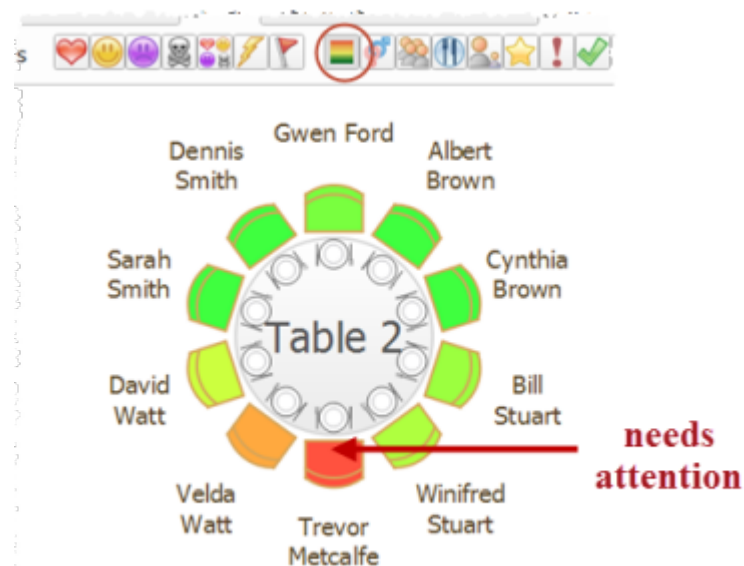 s
Gwen Ford
Dennis
Smith
Albert
Brown
Sarah
Smith
Cynthia
Brown
Table 2
David
Watt
Bill
Stuart
needs
attention
Velda
Watt
Winifred
Stuart
Trevor
Metcalfe